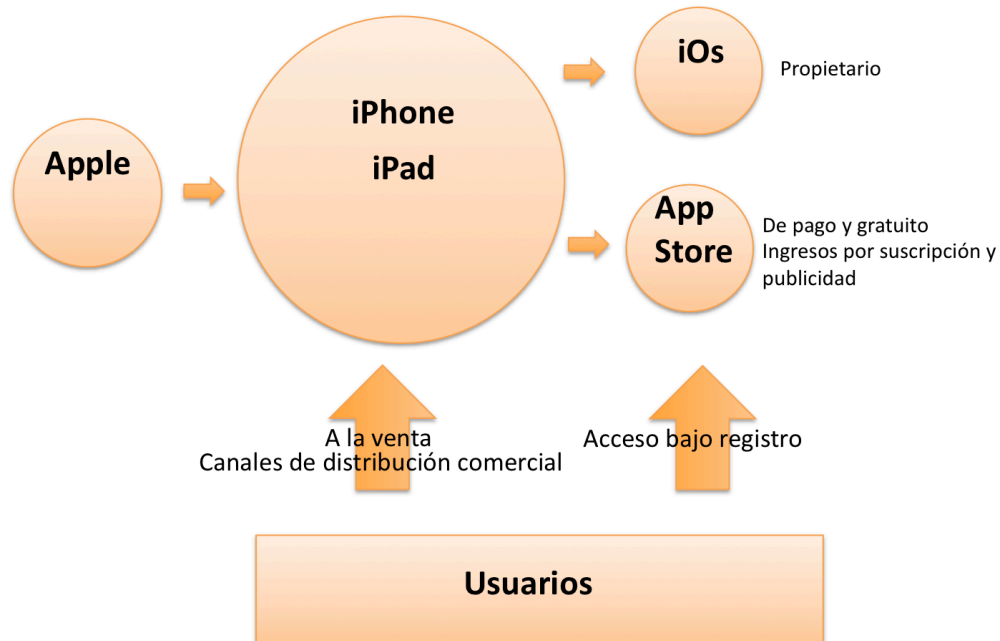 iOs
Propietario
iPhone
iPad
Apple
App
Store
De pago y gratuito
Ingresos por suscripción y
publicidad
A la venta
Canales de distribución comercial
Acceso bajo registro
Usuarios